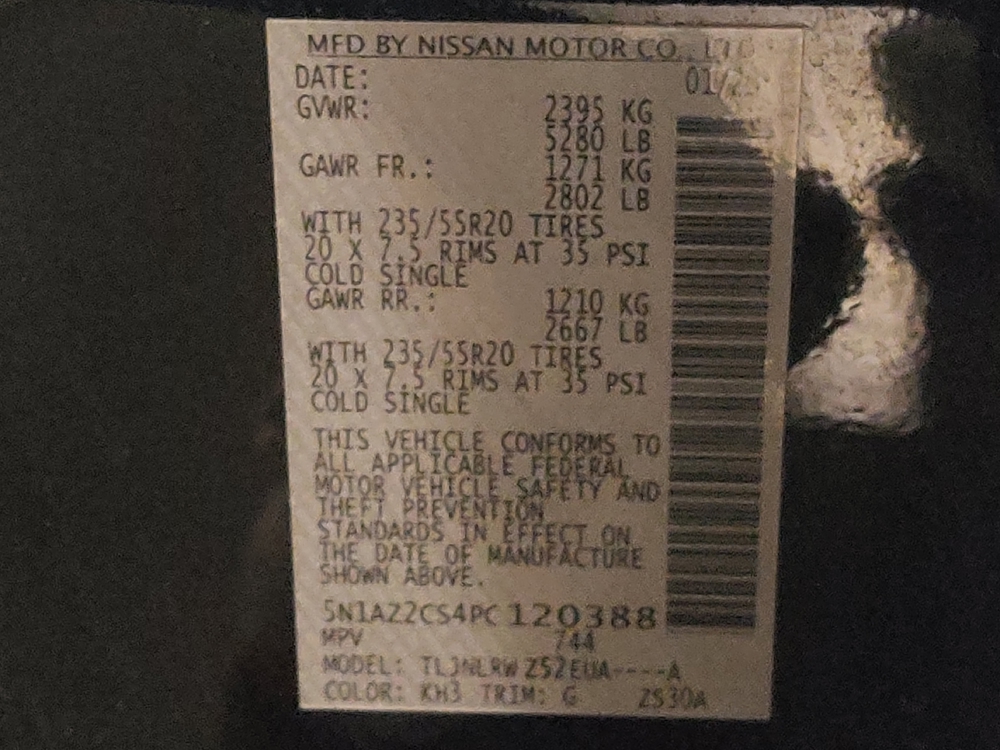 MFD BY NISSAN MOTOR CO., LTD
DATE: 01/
GVWR: 2395 KG
5280 LB
GAWR FR.: 1271 KG
2802 LB
WITH 235/55R20 TIRES
20 X 7.5 RIMS AT 35 PSI
COLD SINGLE
GAWR RR.: 1210 KG
2667 LB
WITH 235/55R20 TIRES
20 X 7.5 RIMS AT 35 PSI
COLD SINGLE
THIS VEHICLE CONFORMS TO
ALL APPLICABLE FEDERAL
MOTOR VEHICLE SAFETY AND
THEFT PREVENTION
STANDARDS IN EFFECT ON
THE DATE OF MANUFACTURE
SHOWN ABOVE.
5N1AZ2CS4PC 120388
MPV 744
MODEL: TLJNLRW Z52EUA----A
COLOR: KH3 TRIM: G ZS30A